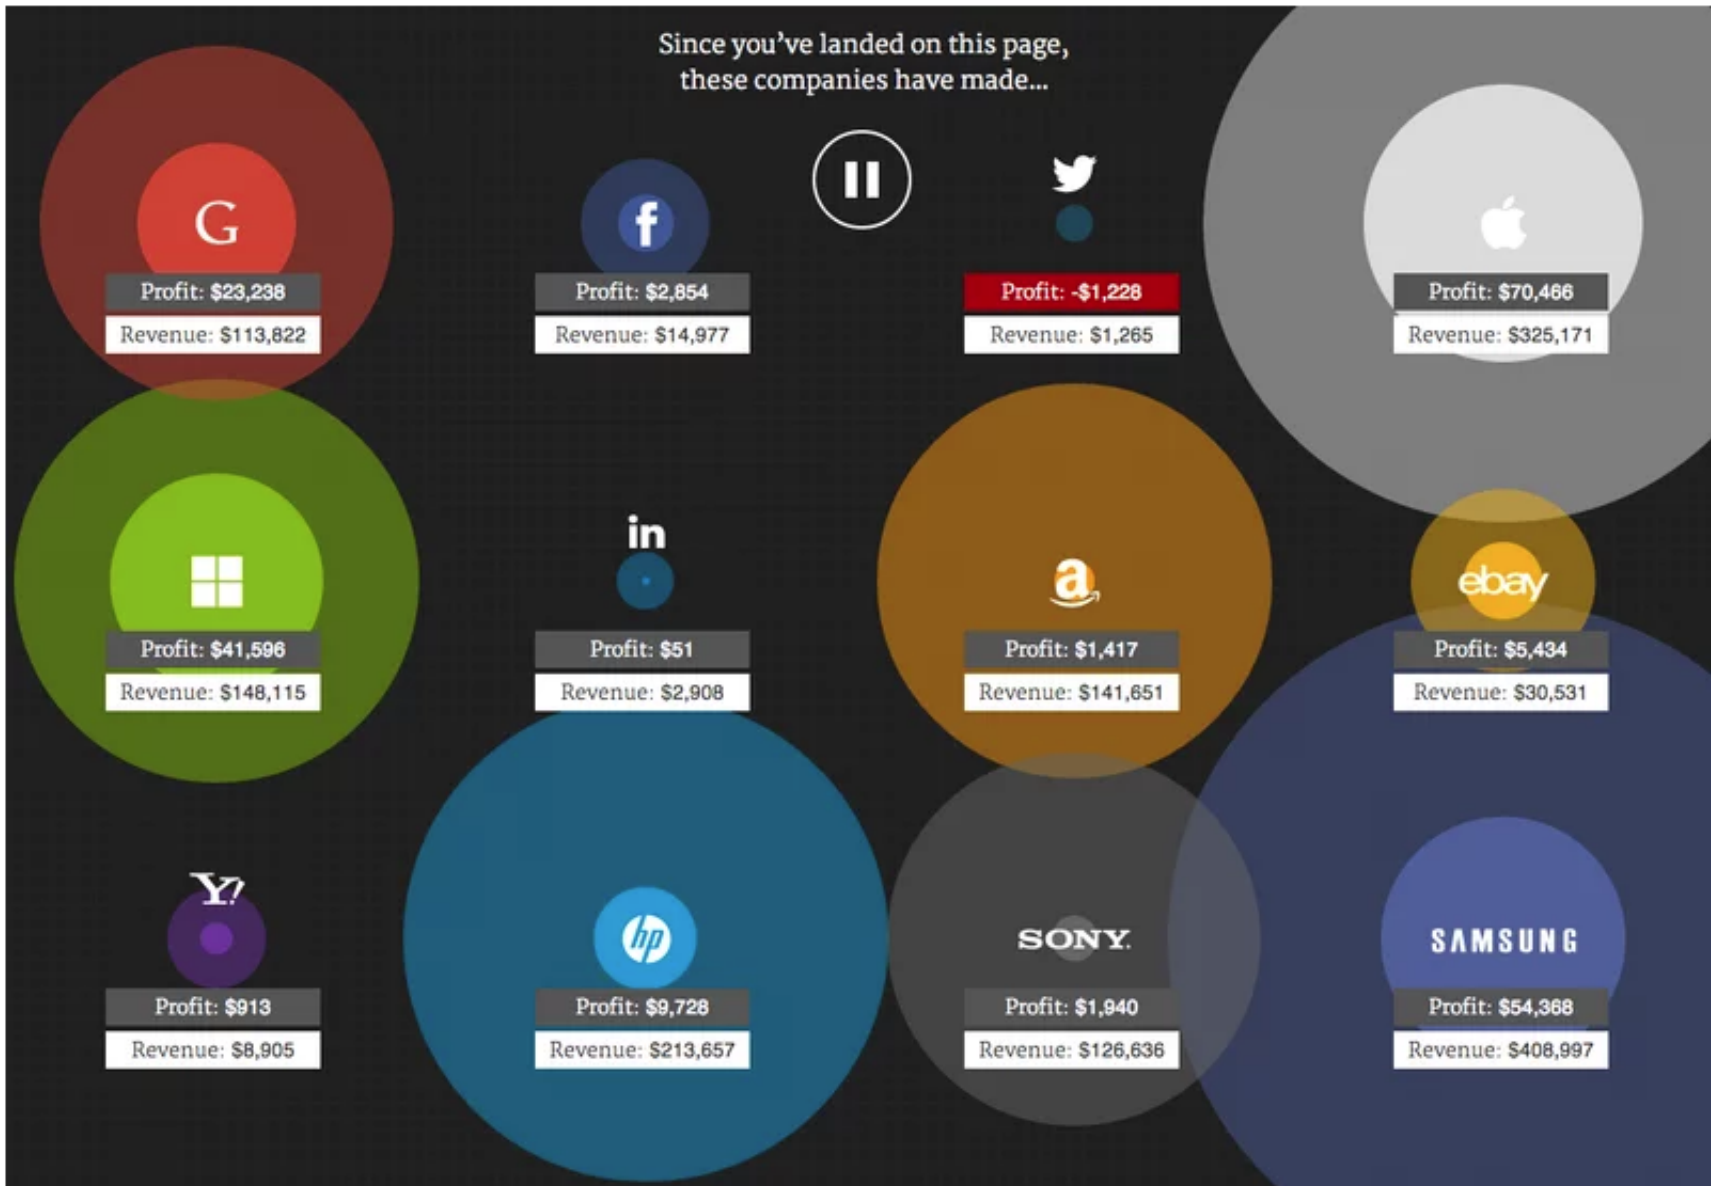 Since you’ve landed on this page,
these companies have made...
G
Profit: $23,238
Revenue: $113,822
f
Profit: $2,854
Revenue: $14,977
Profit: -$1,228
Revenue: $1,265
Profit: $70,466
Revenue: $325,171
Profit: $41,596
Revenue: $148,115
in
Profit: $51
Revenue: $2,908
a
Profit: $1,417
Revenue: $141,651
ebay
Profit: $5,434
Revenue: $30,531
Y!
Profit: $913
Revenue: $8,905
hp
Profit: $9,728
Revenue: $213,657
SONY.
Profit: $1,940
Revenue: $126,636
SAMSUNG
Profit: $54,368
Revenue: $408,997